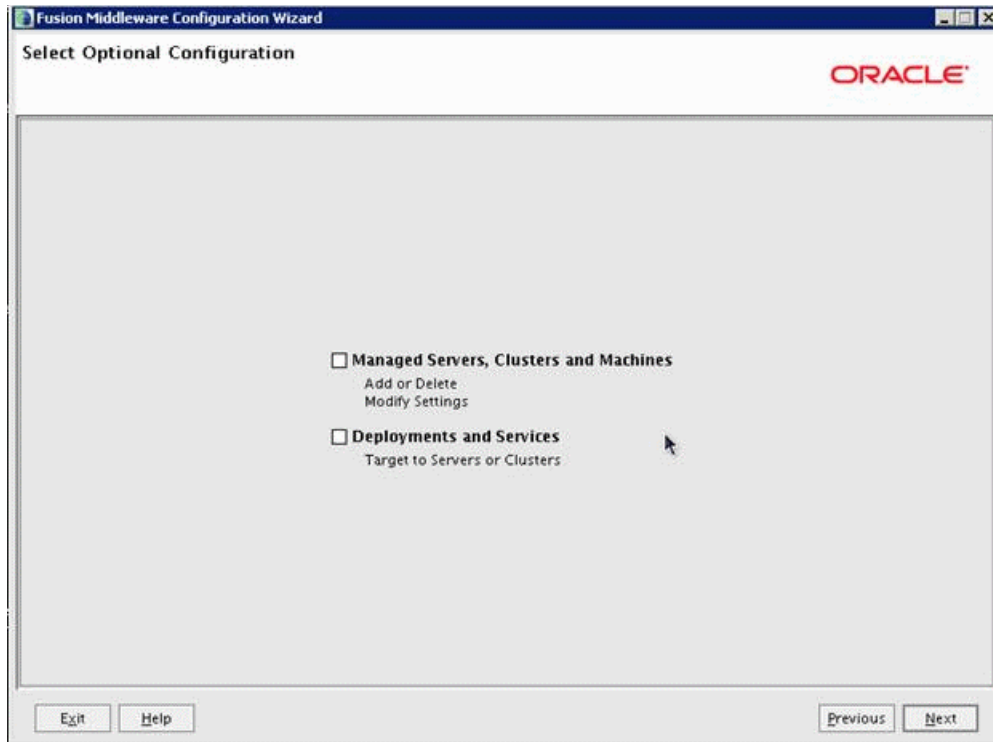 Fusion Middleware Configuration Wizard
Select Optional Configuration
ORACLE
Managed Servers, Clusters and Machines
Add or Delete
Modify Settings
Deployments and Services
Target to Servers or Clusters
Exit
Help
Previous
Next